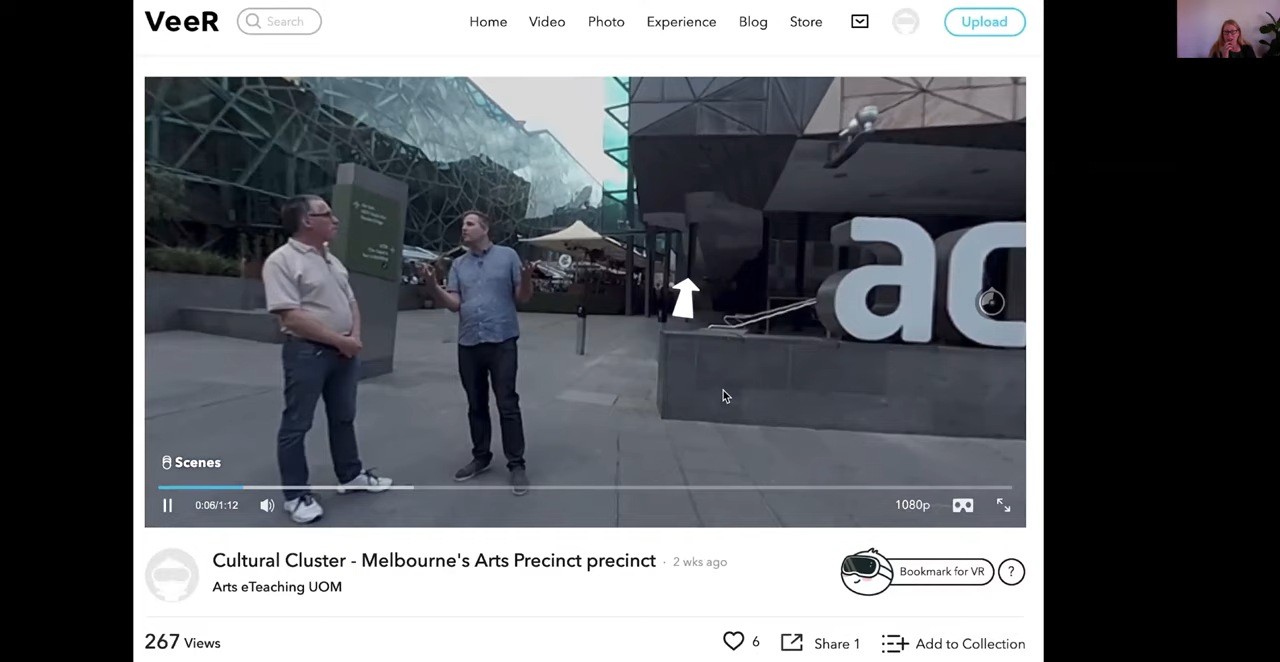 VeeR
Search
Home Video Photo Experience Blog Store Upload
ac
Scenes
0:06/1:12
1080p
Cultural Cluster - Melbourne's Arts Precinct precinct · 2 wks ago
Arts eTeaching UOM
Bookmark for VR ?
267 Views
6 Share 1 Add to Collection